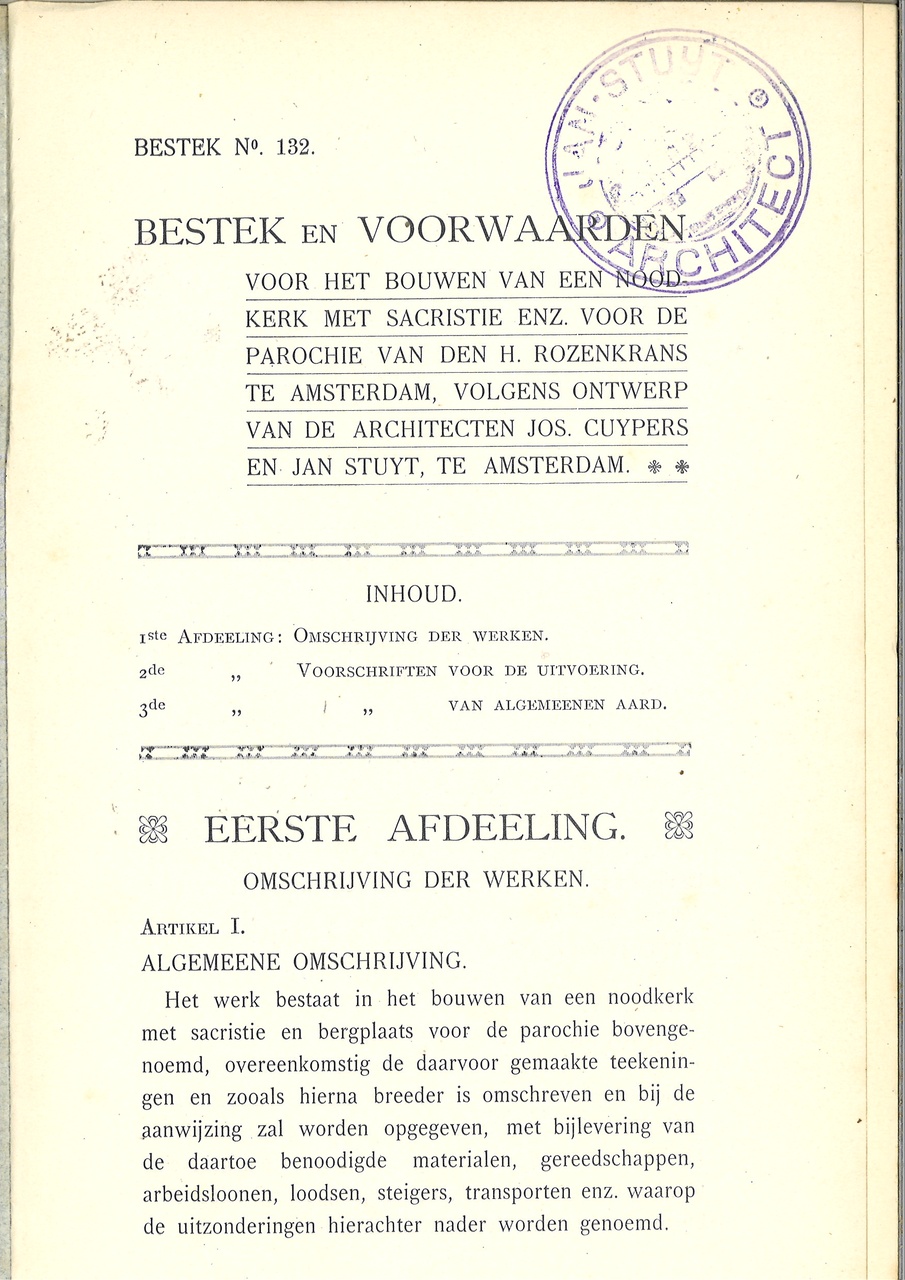 JAN·STUYT
ARCHITECT
BESTEK Nº. 132.
BESTEK EN VOORWAARDEN
VOOR HET BOUWEN VAN EEN NOOD-
KERK MET SACRISTIE ENZ. VOOR DE
PAROCHIE VAN DEN H. ROZENKRANS
TE AMSTERDAM, VOLGENS ONTWERP
VAN DE ARCHITECTEN JOS. CUYPERS
EN JAN STUYT, TE AMSTERDAM.
INHOUD.
1ste AFDEELING: OMSCHRIJVING DER WERKEN.
2de „ VOORSCHRIFTEN VOOR DE UITVOERING.
3de „ „ VAN ALGEMEENEN AARD.
EERSTE AFDEELING.
OMSCHRIJVING DER WERKEN.
ARTIKEL I.
ALGEMEENE OMSCHRIJVING.
Het werk bestaat in het bouwen van een noodkerk
met sacristie en bergplaats voor de parochie bovenge-
noemd, overeenkomstig de daarvoor gemaakte teekenin-
gen en zooals hierna breeder is omschreven en bij de
aanwijzing zal worden opgegeven, met bijlevering van
de daartoe benoodigde materialen, gereedschappen,
arbeidsloonen, loodsen, steigers, transporten enz. waarop
de uitzonderingen hierachter nader worden genoemd.